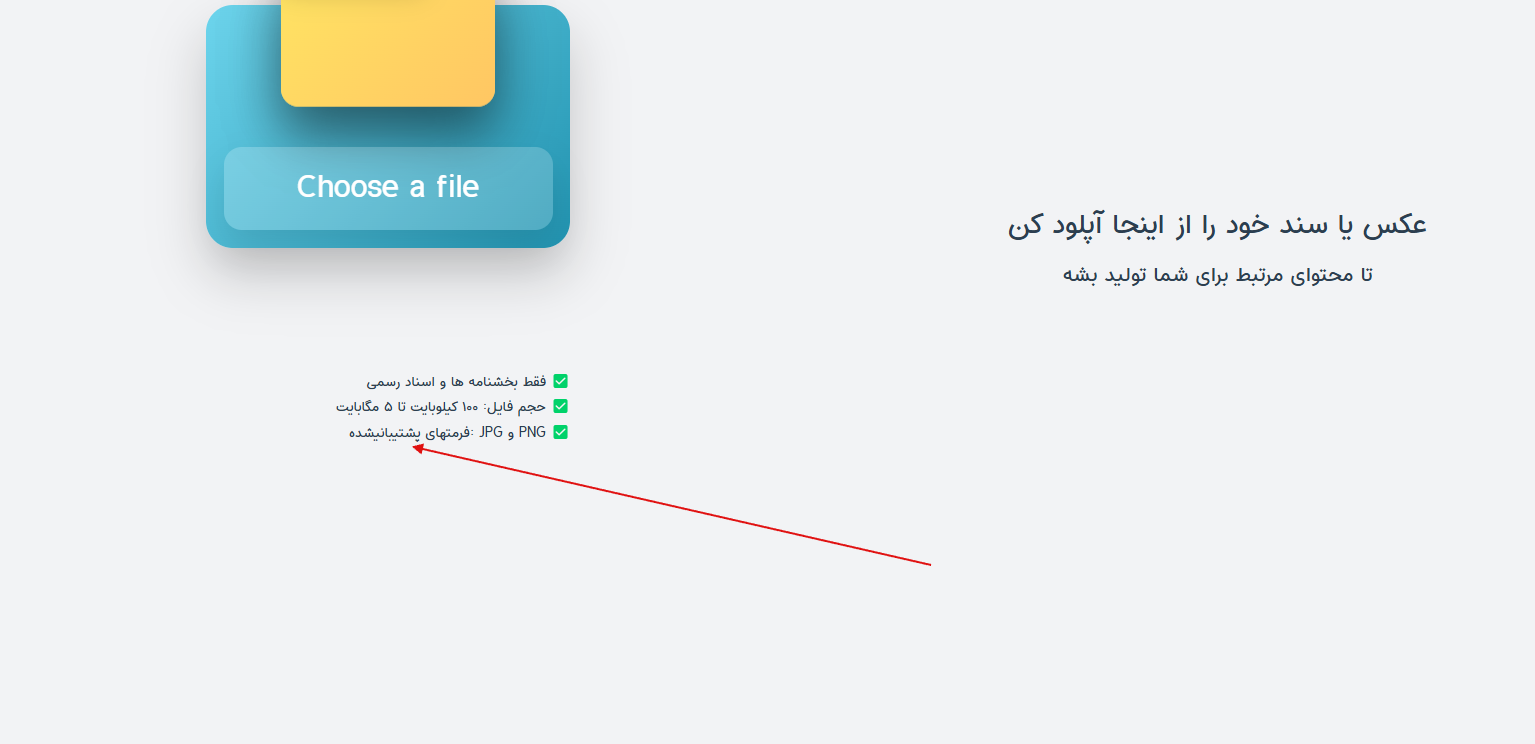 Choose a file
عکس یا سند خود را از اینجا آپلود کن
تا محتوای مرتبط برای شما تولید بشه
فقط بخشنامه ها و اسناد رسمی
حجم فایل: ۱۰۰ کیلوبایت تا ۵ مگابایت
PNG و JPG :فرمتهای پشتیبانیشده